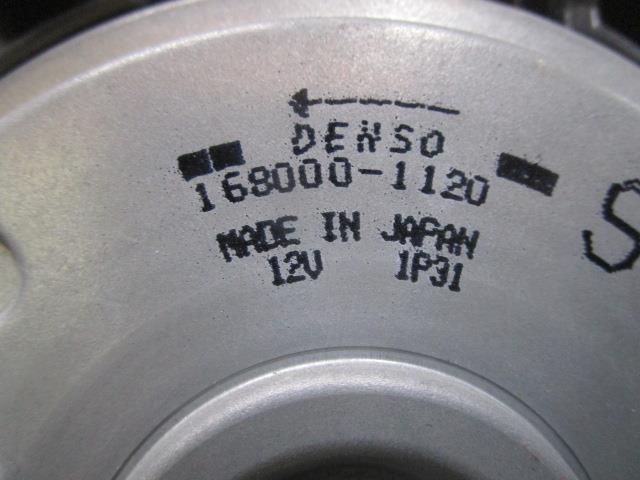 DENSO
168000-1120
MADE IN JAPAN
12V 1P31
S